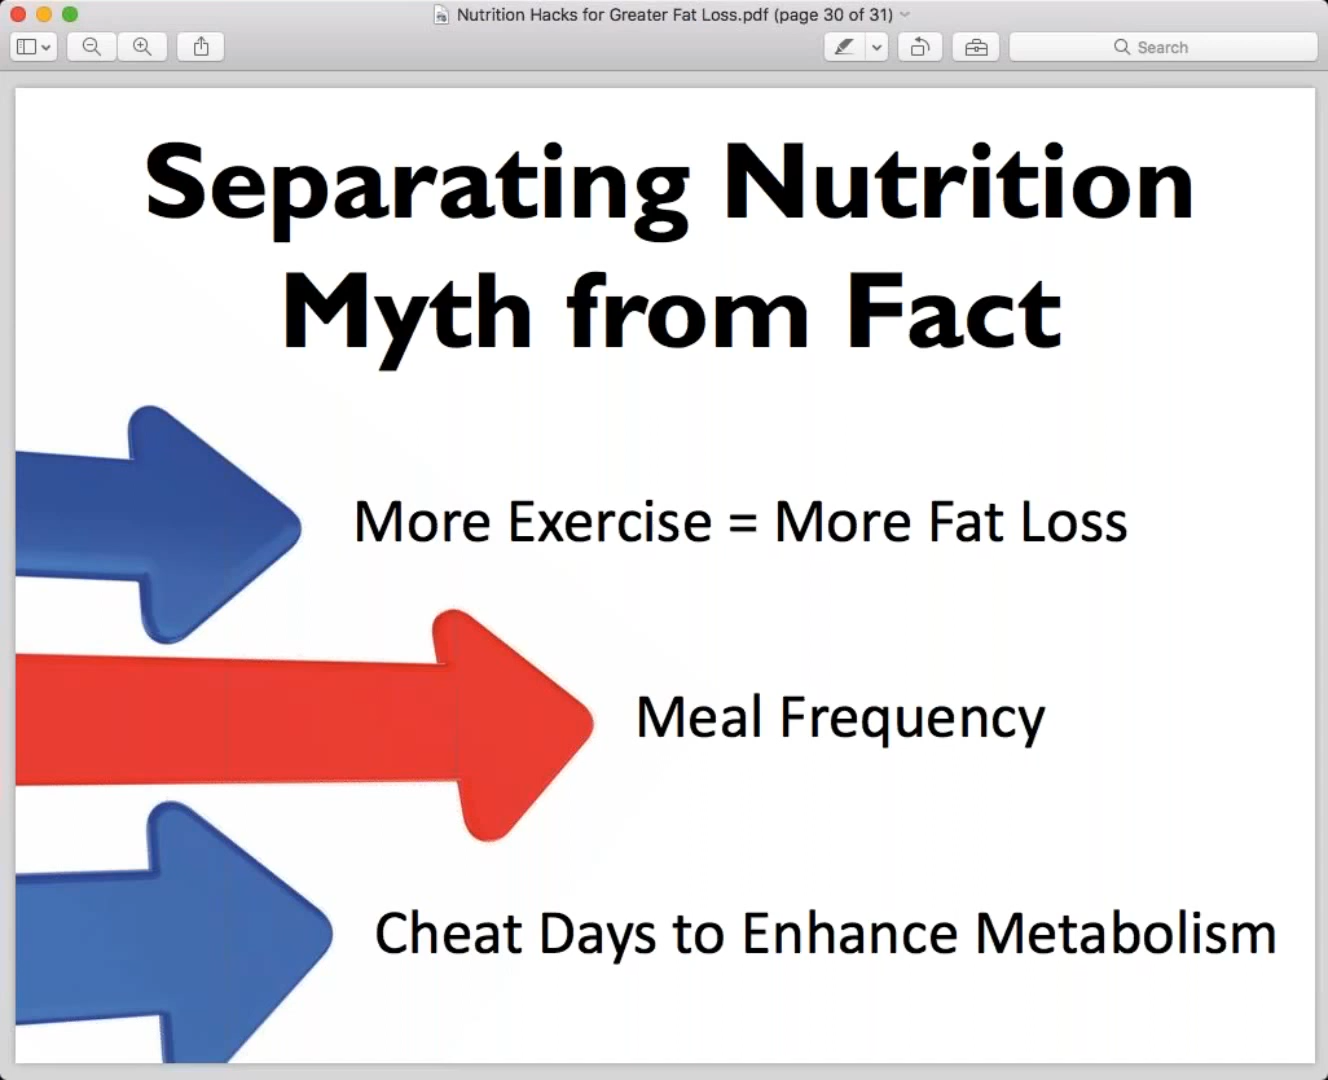 Nutrition Hacks for Greater Fat Loss.pdf (page 30 of 31)
Search
Separating Nutrition
Myth from Fact
More Exercise = More Fat Loss
Meal Frequency
Cheat Days to Enhance Metabolism